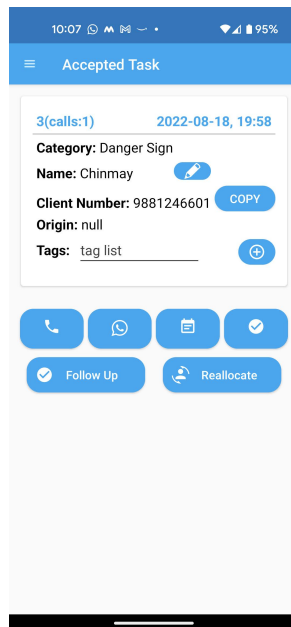 10:07 95%
Accepted Task
3(calls:1) 2022-08-18, 19:58
Category: Danger Sign
Name: Chinmay
Client Number: 9881246601 COPY
Origin: null
Tags: tag list
Follow Up Reallocate